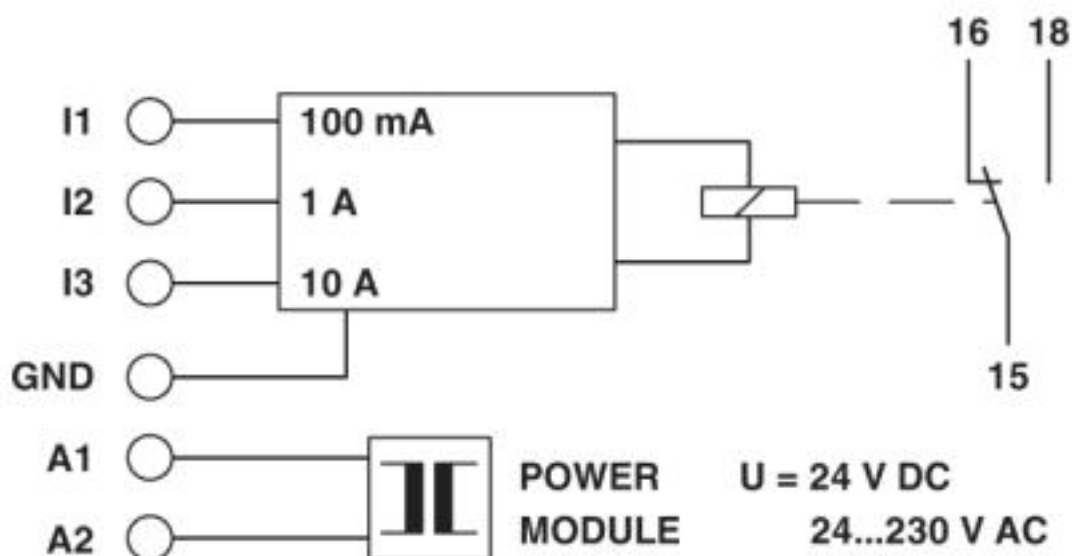 16 18
I1 100 mA
I2 1 A
I3 10 A
GND
15
A1
POWER U = 24 V DC
A2 MODULE 24...230 V AC